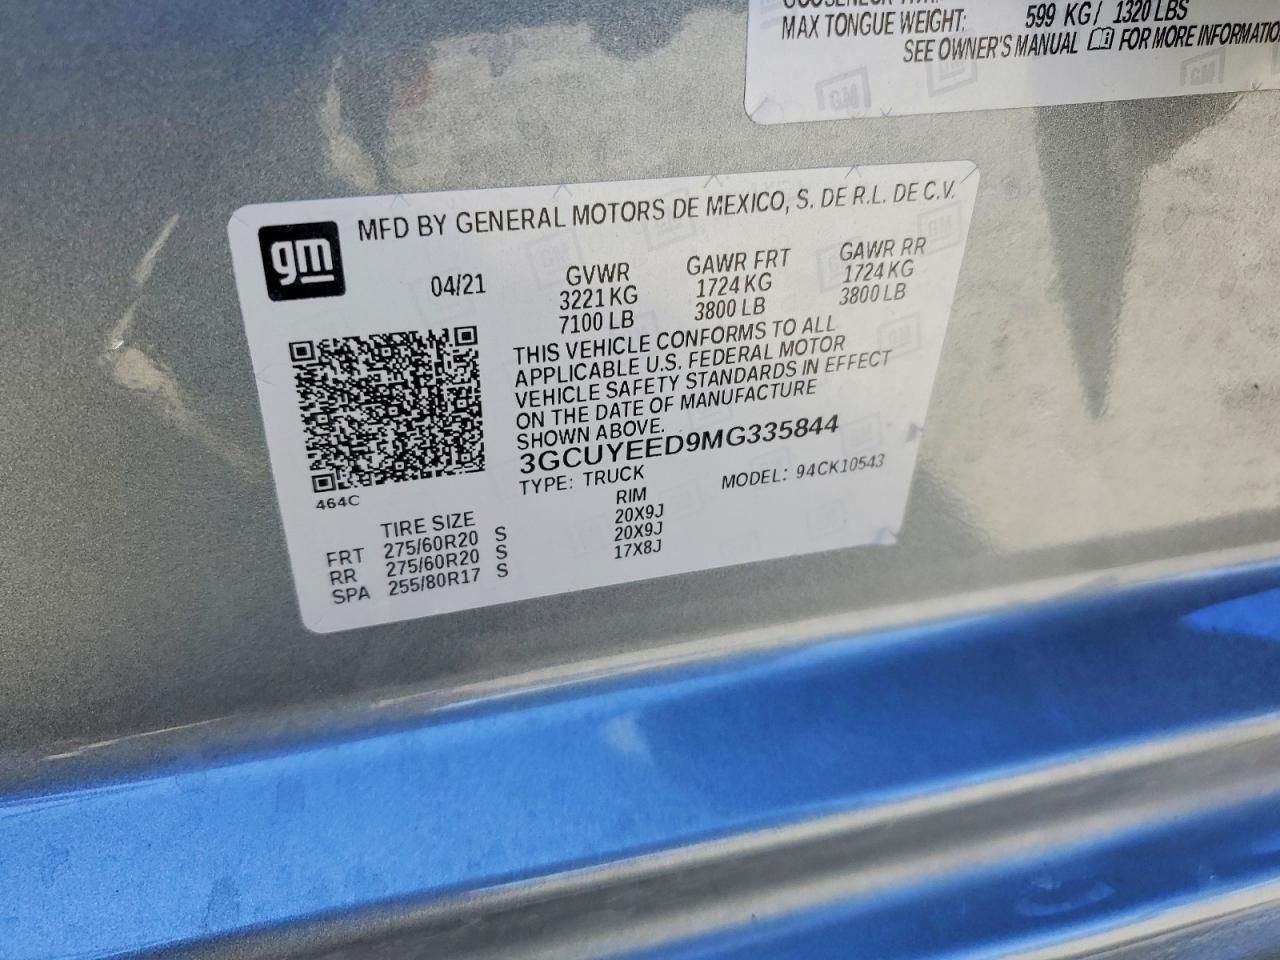 MAX TONGUE WEIGHT: 599 KG/ 1320 LBS
SEE OWNER'S MANUAL FOR MORE INFORMATIO
gm
MFD BY GENERAL MOTORS DE MEXICO, S. DE R.L. DE C.V.
04/21
GVWR GAWR FRT GAWR RR
3221 KG 1724 KG 1724 KG
7100 LB 3800 LB 3800 LB
THIS VEHICLE CONFORMS TO ALL
APPLICABLE U.S. FEDERAL MOTOR
VEHICLE SAFETY STANDARDS IN EFFECT
ON THE DATE OF MANUFACTURE
SHOWN ABOVE.
3GCUYEED9MG335844
TYPE: TRUCK MODEL: 94CK10543
464C
TIRE SIZE RIM
FRT 275/60R20 S 20X9J
RR 275/60R20 S 20X9J
SPA 255/80R17 S 17X8J